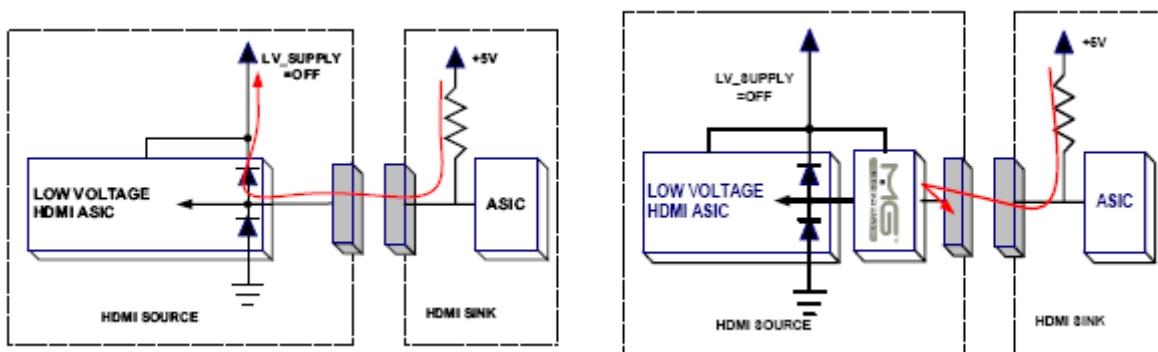 LV_SUPPLY
=OFF
+5V
LOW VOLTAGE
HDMI ASIC
ASIC
HDMI SOURCE
HDMI SINK
LV_SUPPLY
=OFF
+5V
LOW VOLTAGE
HDMI ASIC
MG
ASIC
HDMI SOURCE
HDMI SINK